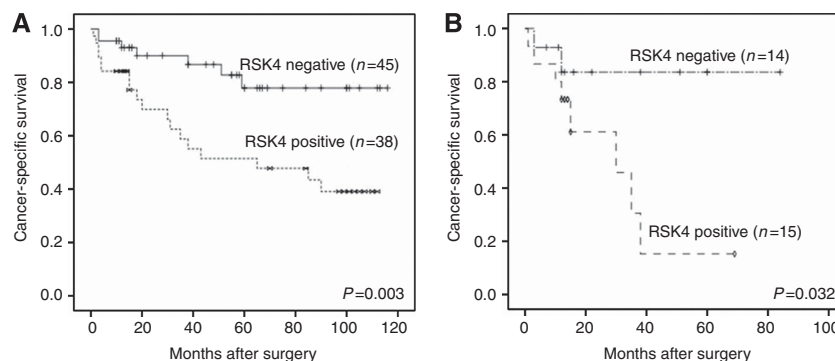 A
Cancer-specific survival
1.0
0.8
0.6
0.4
0.2
0.0
RSK4 negative (n=45)
RSK4 positive (n=38)
P=0.003
0 20 40 60 80 100 120
Months after surgery
B
Cancer-specific survival
1.0
0.8
0.6
0.4
0.2
0.0
RSK4 negative (n=14)
RSK4 positive (n=15)
P=0.032
0 20 40 60 80 100
Months after surgery